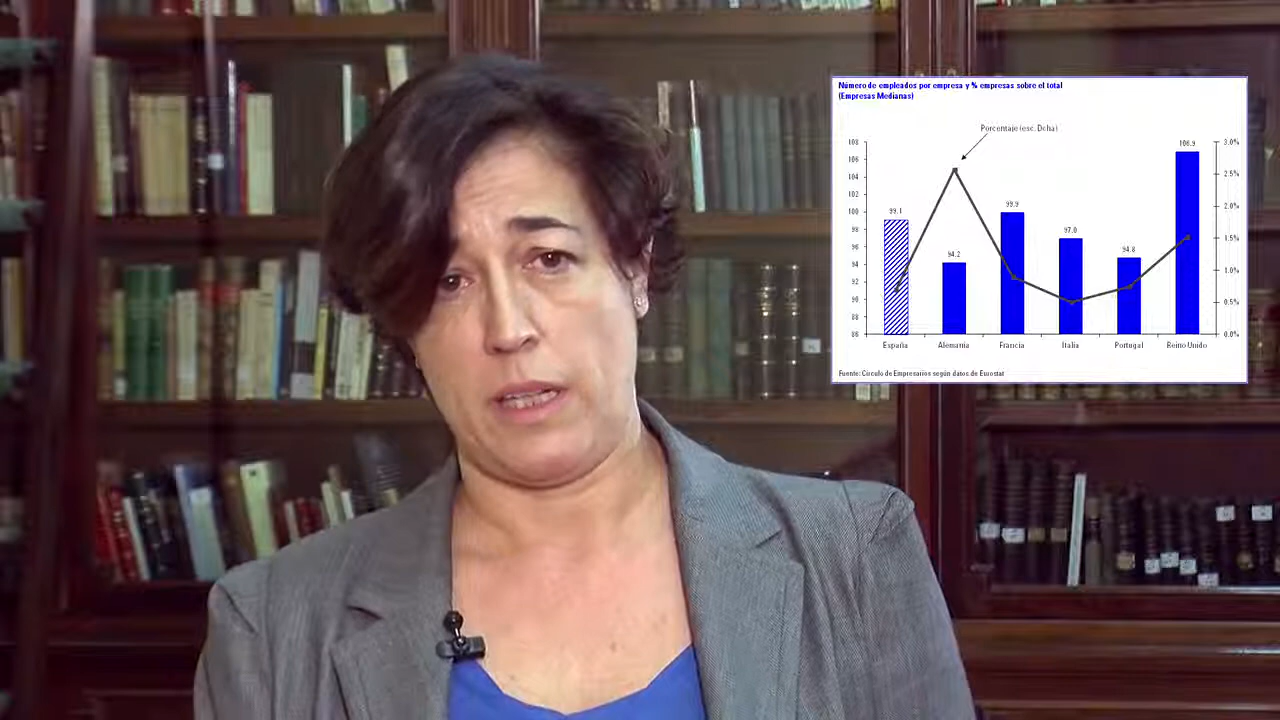 Número de empleados por empresa y % empresas sobre el total
(Empresas Medianas)
Porcentaje (esc. Dcha)
108
106
104
102
100
98
96
94
92
90
88
86
99.1
94.2
99.9
97.0
94.8
106.9
3.0%
2.5%
2.0%
1.5%
1.0%
0.5%
0.0%
España
Alemania
Francia
Italia
Portugal
Reino Unido
Fuente: Círculo de Empresarios según datos de Eurostat